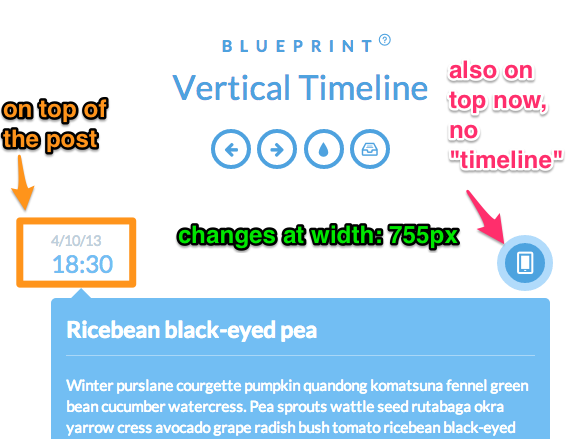 BLUEPRINT?
Vertical Timeline
also on
top now,
no
"timeline"
on top of
the post
changes at width: 755px
4/10/13
18:30
Ricebean black-eyed pea
Winter purslane courgette pumpkin quandong komatsuna fennel green
bean cucumber watercress. Pea sprouts wattle seed rutabaga okra
yarrow cress avocado grape radish bush tomato ricebean black-eyed